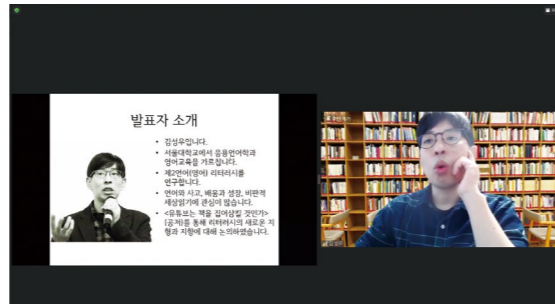 발표자 소개
• 김성우입니다.
• 서울대학교에서 응용언어학과
영어교육을 가르칩니다.
• 제2언어(영어) 리터러시를
연구합니다.
• 언어와 사고, 배움과 성장, 비판적
세상읽기에 관심이 많습니다.
• <유튜브는 책을 집어삼킬 것인가>
(공저)를 통해 리터러시의 새로운 지
형과 지향에 대해 논의하였습니다.